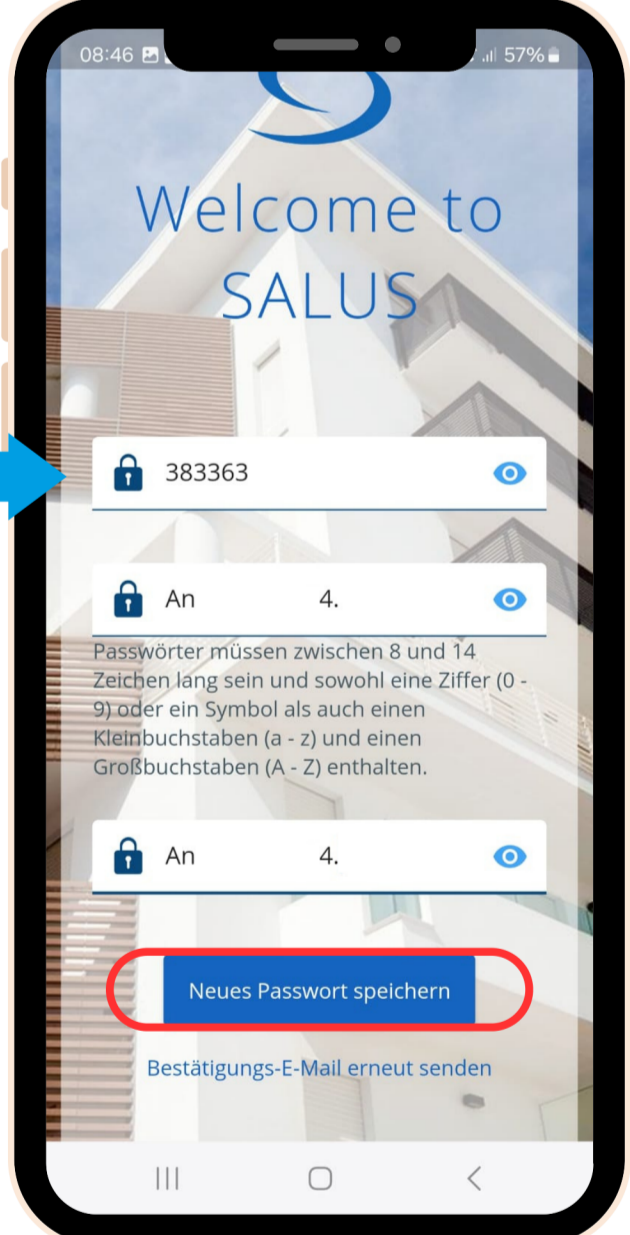 08:46
57%
Welcome to
SALUS
383363
An 4.
Passwörter müssen zwischen 8 und 14
Zeichen lang sein und sowohl eine Ziffer (0 -
9) oder ein Symbol als auch einen
Kleinbuchstaben (a - z) und einen
Großbuchstaben (A - Z) enthalten.
An 4.
Neues Passwort speichern
Bestätigungs-E-Mail erneut senden